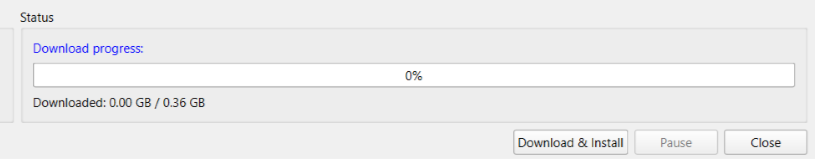 Status
Download progress:
0%
Downloaded: 0.00 GB / 0.36 GB
Download & Install
Pause
Close